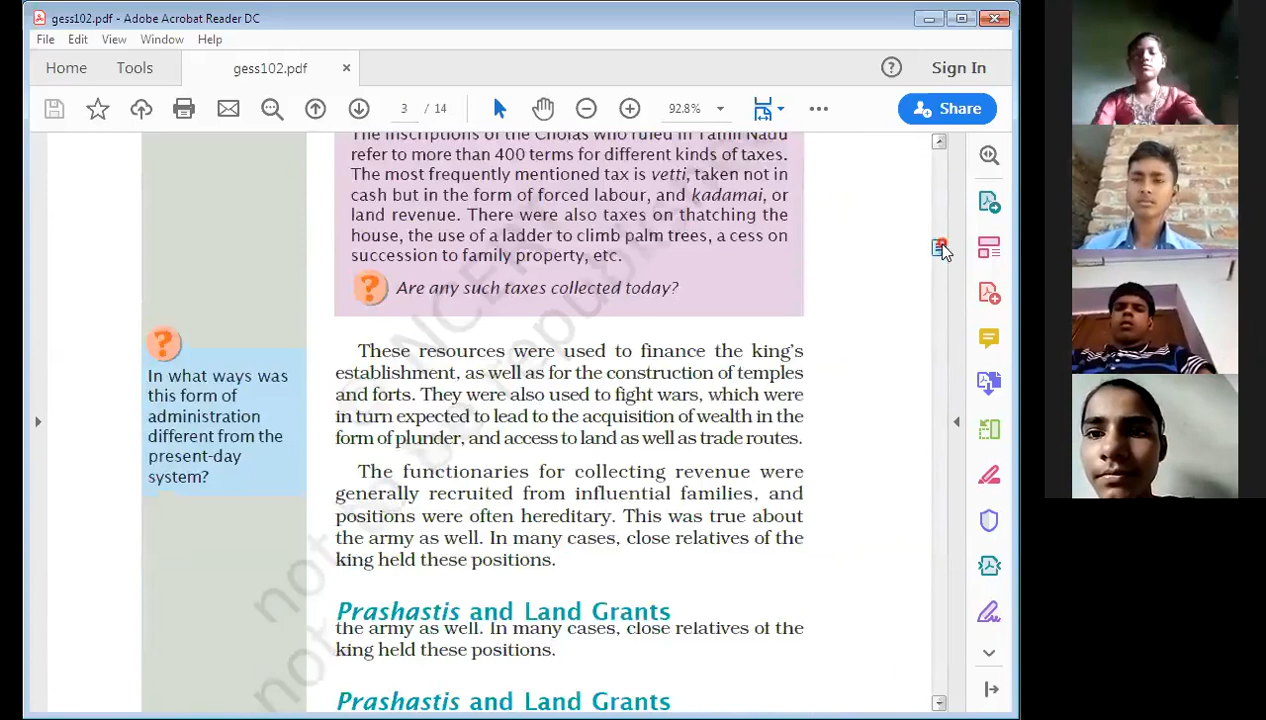 gess102.pdf - Adobe Acrobat Reader DC
File Edit View Window Help
Home Tools gess102.pdf × Sign In
3 / 14 92.8% Share
The inscriptions of the Cholas who ruled in Tamil Nadu
refer to more than 400 terms for different kinds of taxes.
The most frequently mentioned tax is vetti, taken not in
cash but in the form of forced labour, and kadamai, or
land revenue. There were also taxes on thatching the
house, the use of a ladder to climb palm trees, a cess on
succession to family property, etc.
? Are any such taxes collected today?
?
In what ways was
this form of
administration
different from the
present-day
system?
These resources were used to finance the king's
establishment, as well as for the construction of temples
and forts. They were also used to fight wars, which were
in turn expected to lead to the acquisition of wealth in the
form of plunder, and access to land as well as trade routes.
The functionaries for collecting revenue were
generally recruited from influential families, and
positions were often hereditary. This was true about
the army as well. In many cases, close relatives of the
king held these positions.
Prashastis and Land Grants
the army as well. In many cases, close relatives of the
king held these positions.
Prashastis and Land Grants